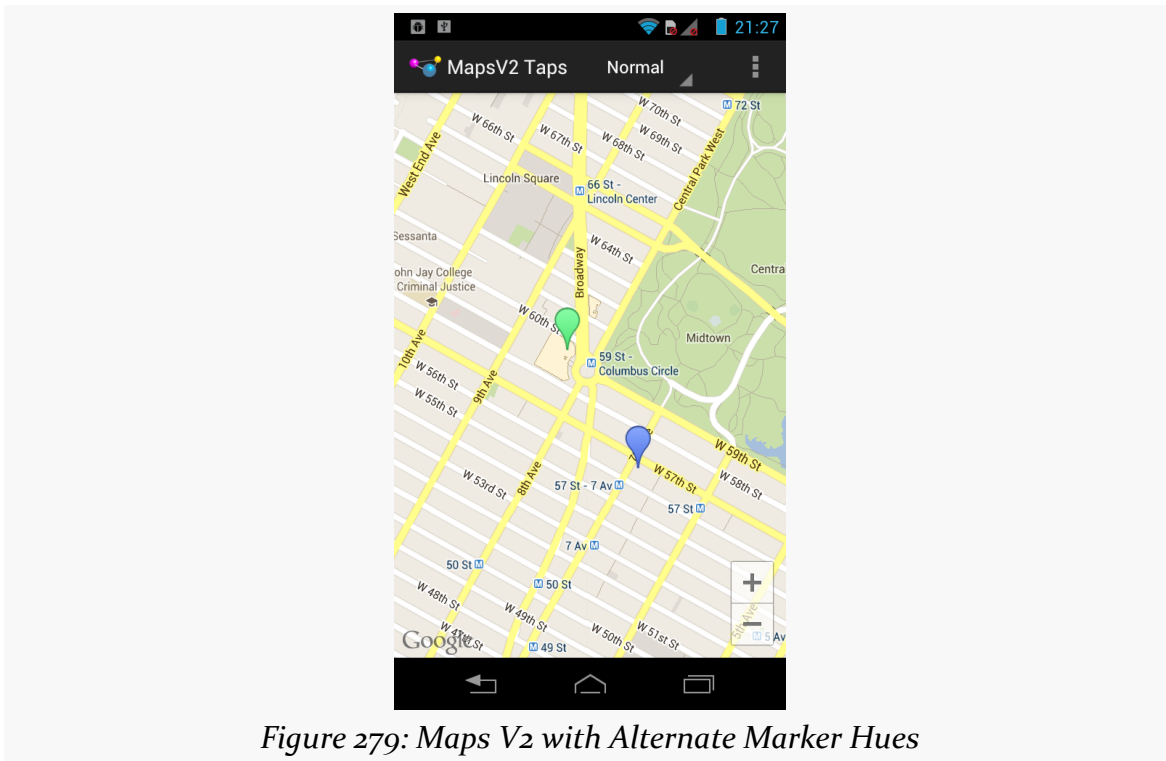 21:27
MapsV2 Taps
Normal
72 St
W 70th St
W 66th St
W 67th St
W 69th St
W 68th St
Central Park West
West End Ave
Lincoln Square
66 St -
Lincoln Center
Sessanta
W 64th St
Broadway
Centra
ohn Jay College
Criminal Justice
W 60th St
Midtown
10th Ave
59 St -
Columbus Circle
W 56th St
9th Ave
W 55th St
W 59th St
W 57th St
W 58th St
8th Ave
W 53rd St
57 St - 7 Av
57 St
7 Av
50 St
50 St
W 48th St
W 49th St
5th Ave
W 50th St
W 51st St
5 Av
Google
49 St
Figure 279: Maps V2 with Alternate Marker Hues